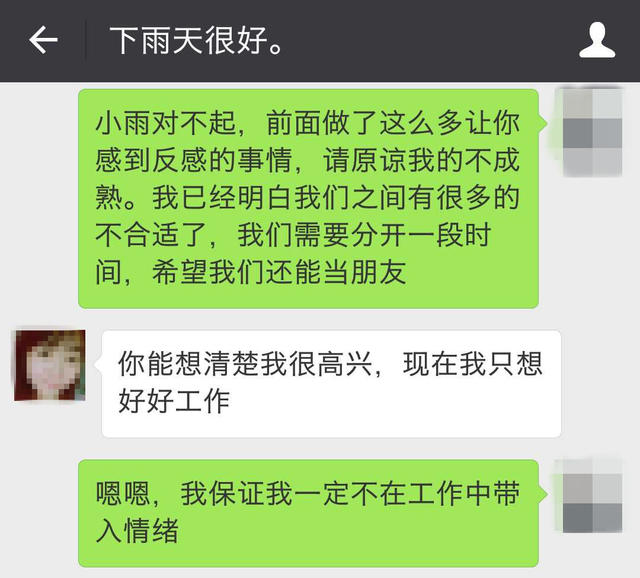 下雨天很好。
小雨对不起，前面做了这么多让你
感到反感的事情，请原谅我的不成
熟。我已经明白我们之间有很多的
不合适了，我们需要分开一段时
间，希望我们还能当朋友
你能想清楚我很高兴，现在我只想
好好工作
嗯嗯，我保证我一定不在工作中带
入情绪